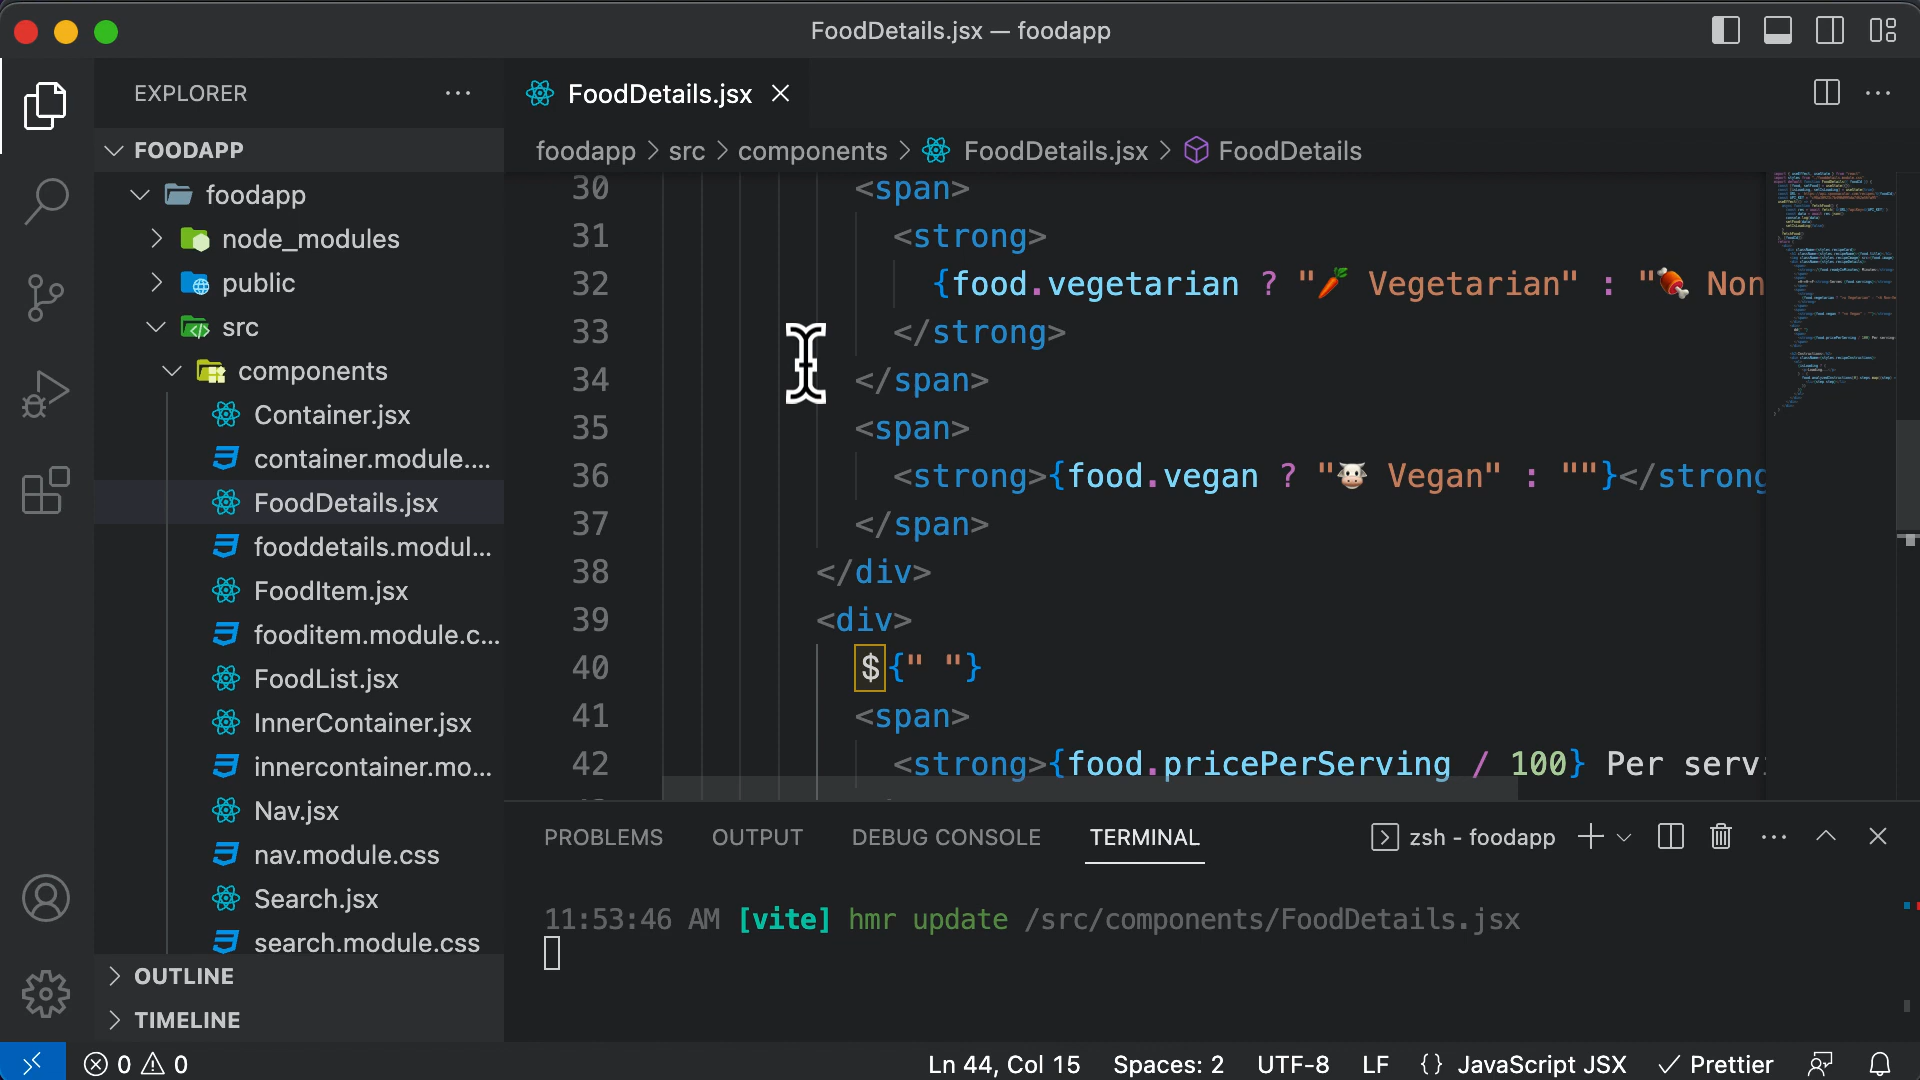 FoodDetails.jsx — foodapp
EXPLORER
FOODAPP
foodapp
node_modules
public
src
components
Container.jsx
container.module....
FoodDetails.jsx
fooddetails.modul...
FoodItem.jsx
fooditem.module.c...
FoodList.jsx
InnerContainer.jsx
innercontainer.mo...
Nav.jsx
nav.module.css
Search.jsx
search.module.css
OUTLINE
TIMELINE
FoodDetails.jsx
foodapp > src > components > FoodDetails.jsx > FoodDetails
30 <span>
31 <strong>
32 {food.vegetarian ? "🥕 Vegetarian" : "🍖 Non
33 </strong>
34 </span>
35 <span>
36 <strong>{food.vegan ? "🐮 Vegan" : ""}</strong
37 </span>
38 </div>
39 <div>
40 ${" "}
41 <span>
42 <strong>{food.pricePerServing / 100} Per servi
PROBLEMS OUTPUT DEBUG CONSOLE TERMINAL zsh - foodapp
11:53:46 AM [vite] hmr update /src/components/FoodDetails.jsx
0 0 Ln 44, Col 15 Spaces: 2 UTF-8 LF {} JavaScript JSX Prettier